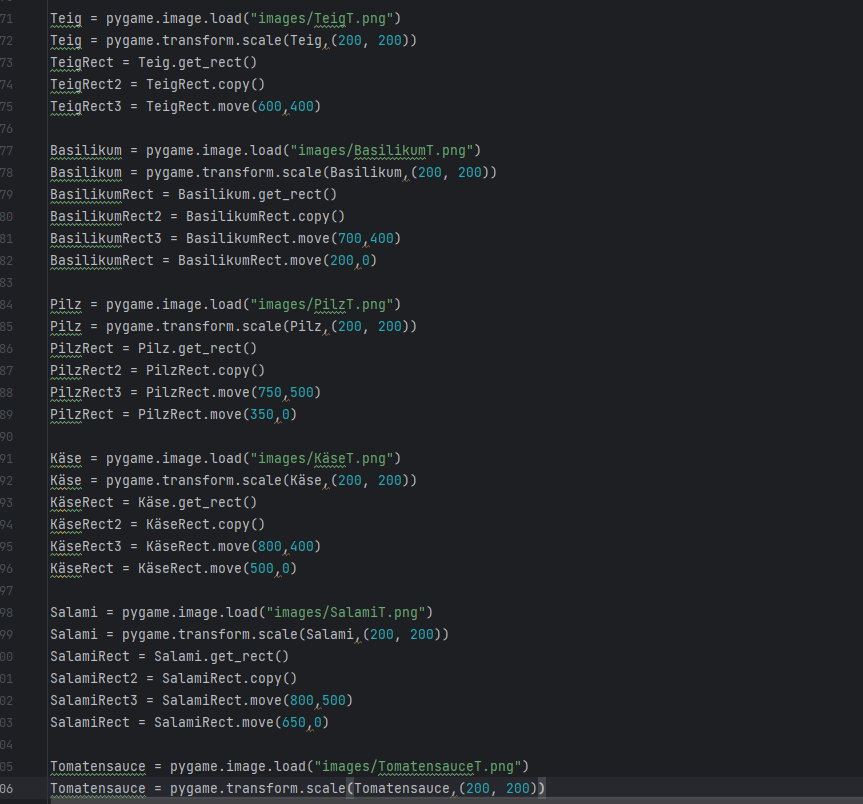 71 Teig = pygame.image.load("images/TeigT.png")
72 Teig = pygame.transform.scale(Teig,(200, 200))
73 TeigRect = Teig.get_rect()
74 TeigRect2 = TeigRect.copy()
75 TeigRect3 = TeigRect.move(600,400)
76
77 Basilikum = pygame.image.load("images/BasilikumT.png")
78 Basilikum = pygame.transform.scale(Basilikum,(200, 200))
79 BasilikumRect = Basilikum.get_rect()
80 BasilikumRect2 = BasilikumRect.copy()
81 BasilikumRect3 = BasilikumRect.move(700,400)
82 BasilikumRect = BasilikumRect.move(200,0)
83
84 Pilz = pygame.image.load("images/PilzT.png")
85 Pilz = pygame.transform.scale(Pilz,(200, 200))
86 PilzRect = Pilz.get_rect()
87 PilzRect2 = PilzRect.copy()
88 PilzRect3 = PilzRect.move(750,500)
89 PilzRect = PilzRect.move(350,0)
90
91 Käse = pygame.image.load("images/KäseT.png")
92 Käse = pygame.transform.scale(Käse,(200, 200))
93 KäseRect = Käse.get_rect()
94 KäseRect2 = KäseRect.copy()
95 KäseRect3 = KäseRect.move(800,400)
96 KäseRect = KäseRect.move(500,0)
97
98 Salami = pygame.image.load("images/SalamiT.png")
99 Salami = pygame.transform.scale(Salami,(200, 200))
00 SalamiRect = Salami.get_rect()
01 SalamiRect2 = SalamiRect.copy()
02 SalamiRect3 = SalamiRect.move(800,500)
03 SalamiRect = SalamiRect.move(650,0)
04
05 Tomatensauce = pygame.image.load("images/TomatensauceT.png")
06 Tomatensauce = pygame.transform.scale(Tomatensauce,(200, 200))